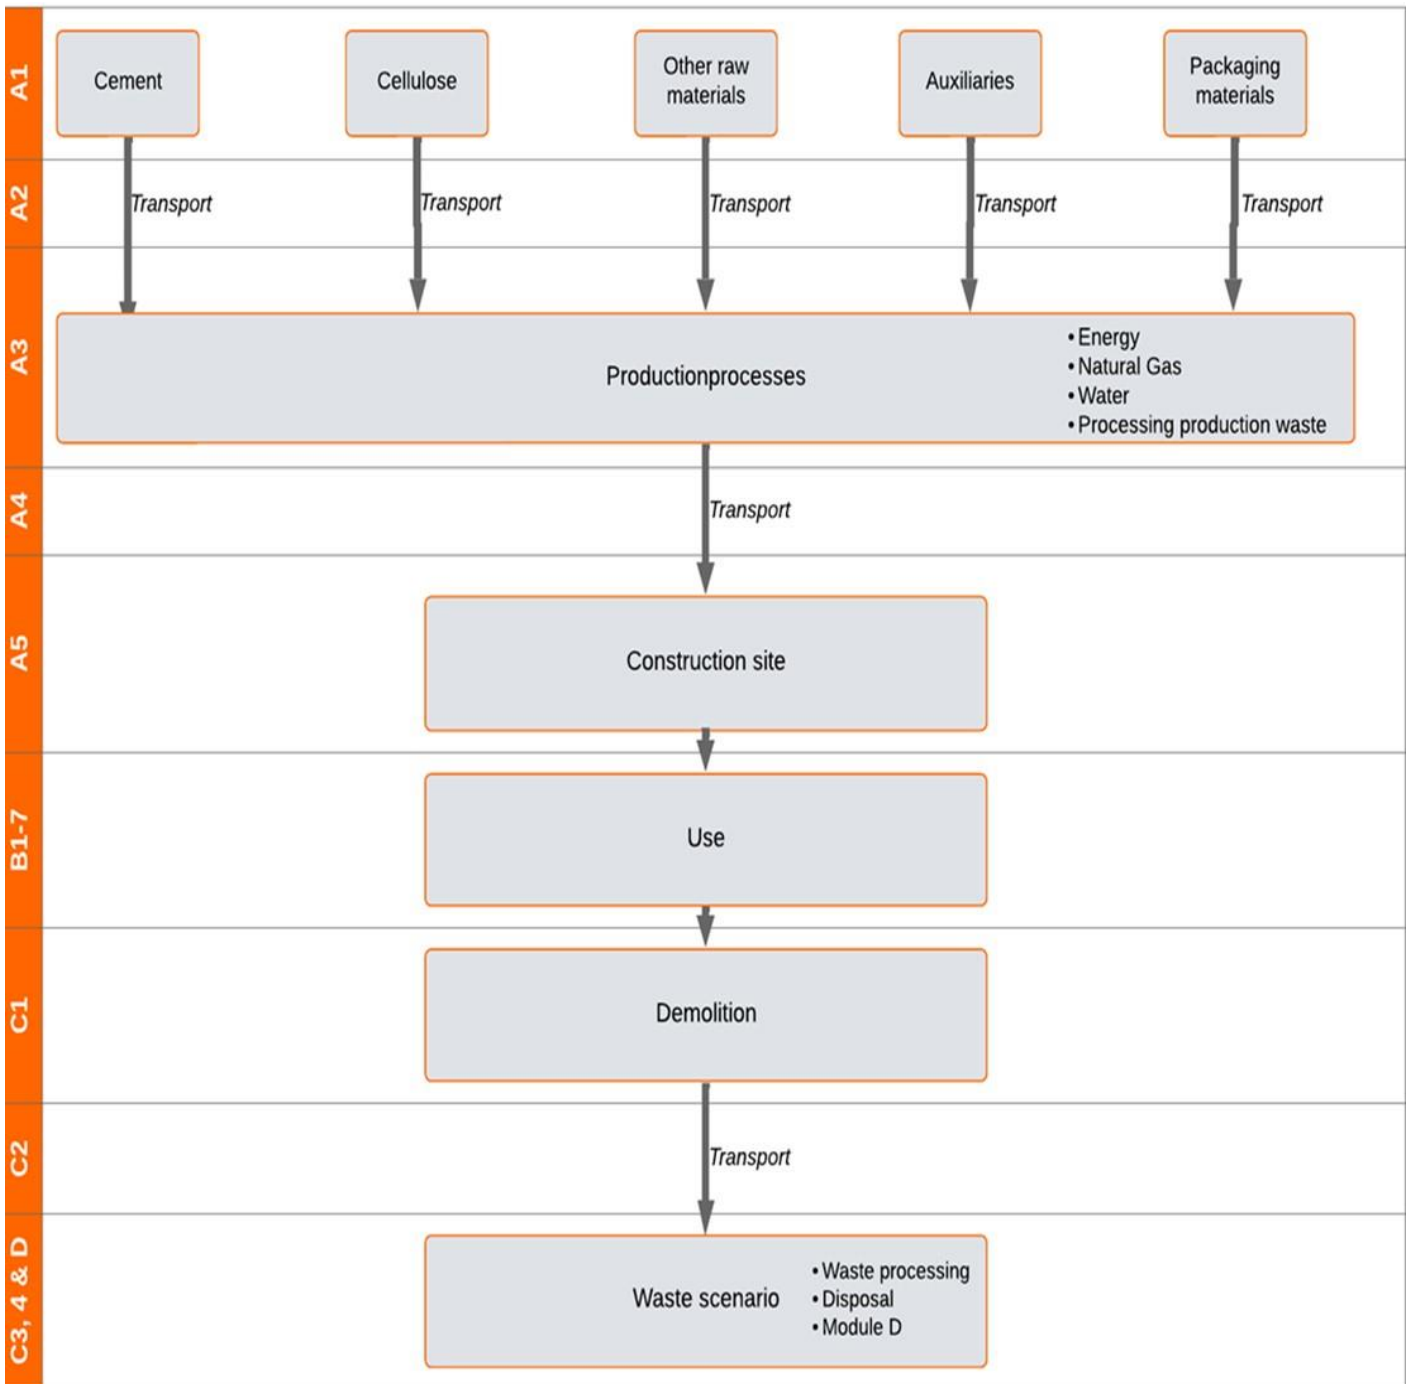 A1
Cement
Cellulose
Other raw
materials
Auxiliaries
Packaging
materials
A2
Transport
Transport
Transport
Transport
Transport
A3
Productionprocesses
• Energy
• Natural Gas
• Water
• Processing production waste
A4
Transport
A5
Construction site
B1-7
Use
C1
Demolition
C2
Transport
C3, 4 & D
Waste scenario
• Waste processing
• Disposal
• Module D